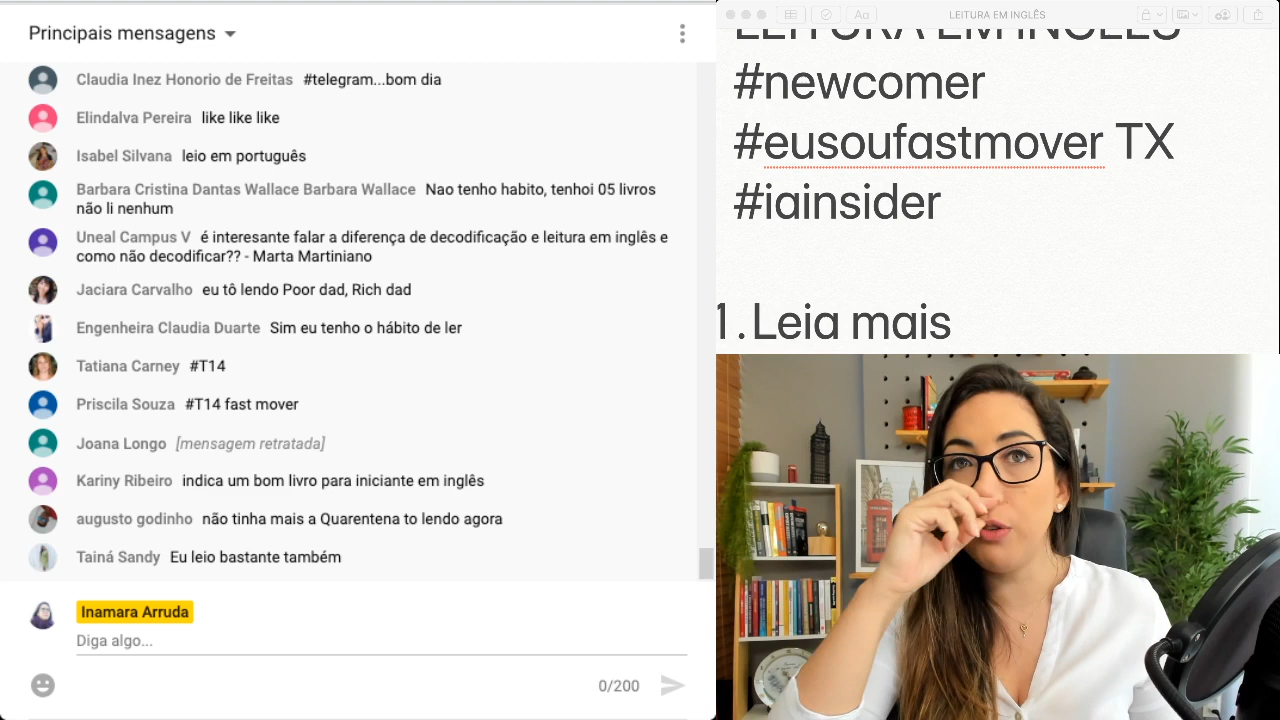 Principais mensagens
Claudia Inez Honorio de Freitas #telegram...bom dia
Elindalva Pereira like like like
Isabel Silvana leio em português
Barbara Cristina Dantas Wallace Barbara Wallace Nao tenho habito, tenhoi 05 livros
não li nenhum
Uneal Campus V é interesante falar a diferença de decodificação e leitura em inglês e
como não decodificar?? - Marta Martiniano
Jaciara Carvalho eu tô lendo Poor dad, Rich dad
Engenheira Claudia Duarte Sim eu tenho o hábito de ler
Tatiana Carney #T14
Priscila Souza #T14 fast mover
Joana Longo [mensagem retratada]
Kariny Ribeiro indica um bom livro para iniciante em inglês
augusto godinho não tinha mais a Quarentena to lendo agora
Tainá Sandy Eu leio bastante também
Inamara Arruda
Diga algo...
0/200
Aa
LEITURA EM INGLÊS
LEITURA EM INGLÊS
#newcomer
#eusoufastmover TX
#iainsider
1. Leia mais